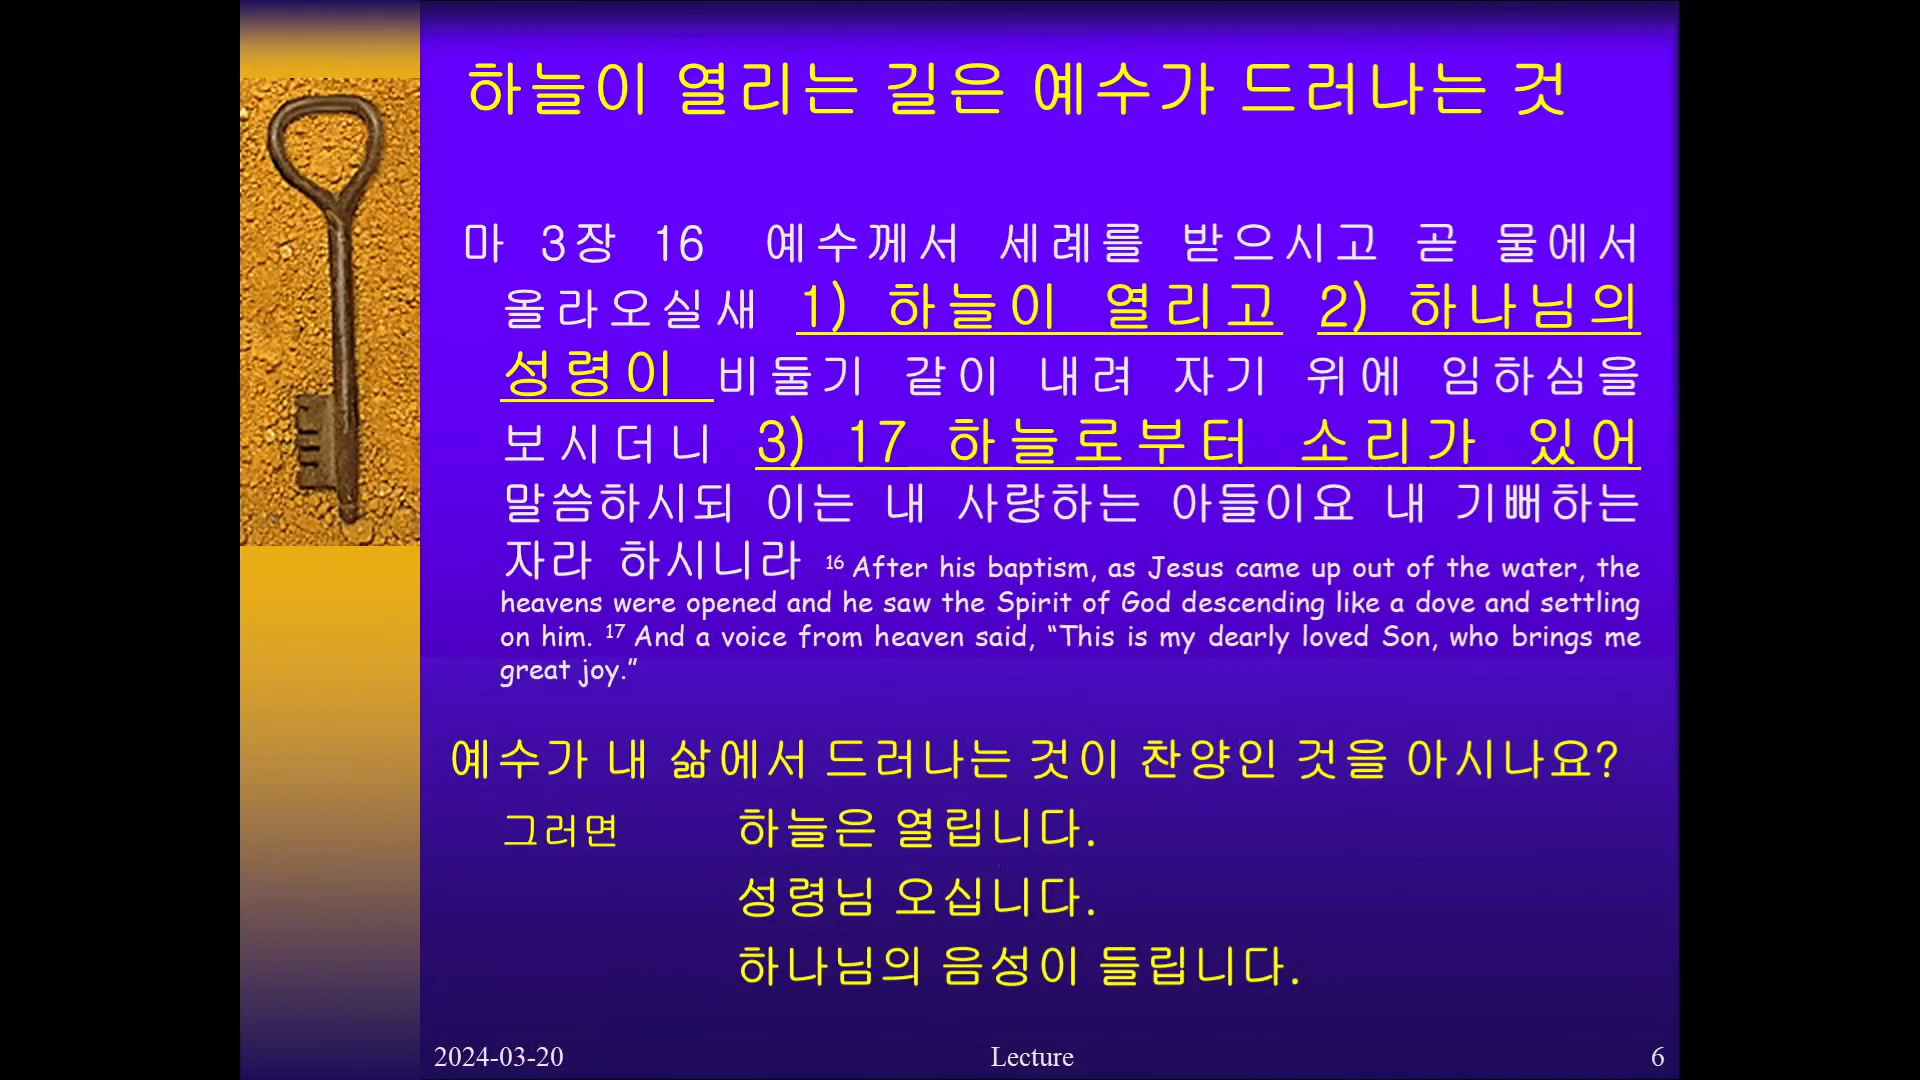 하늘이 열리는 길은 예수가 드러나는 것
마 3장 16 예수께서 세례를 받으시고 곧 물에서
올라오실새 1) 하늘이 열리고 2) 하나님의
성령이 비둘기 같이 내려 자기 위에 임하심을
보시더니 3) 17 하늘로부터 소리가 있어
말씀하시되 이는 내 사랑하는 아들이요 내 기뻐하는
자라 하시니라 16 After his baptism, as Jesus came up out of the water, the
heavens were opened and he saw the Spirit of God descending like a dove and settling
on him. 17 And a voice from heaven said, “This is my dearly loved Son, who brings me
great joy.”
예수가 내 삶에서 드러나는 것이 찬양인 것을 아시나요?
그러면 하늘은 열립니다.
성령님 오십니다.
하나님의 음성이 들립니다.
2024-03-20 Lecture 6